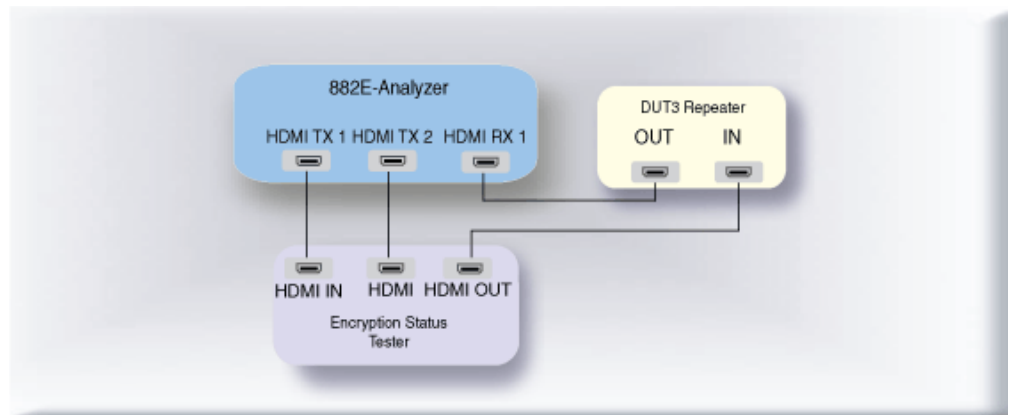 882E-Analyzer
HDMI TX 1 HDMI TX 2 HDMI RX 1
DUT3 Repeater
OUT IN
HDMI IN HDMI HDMI OUT
Encryption Status
Tester